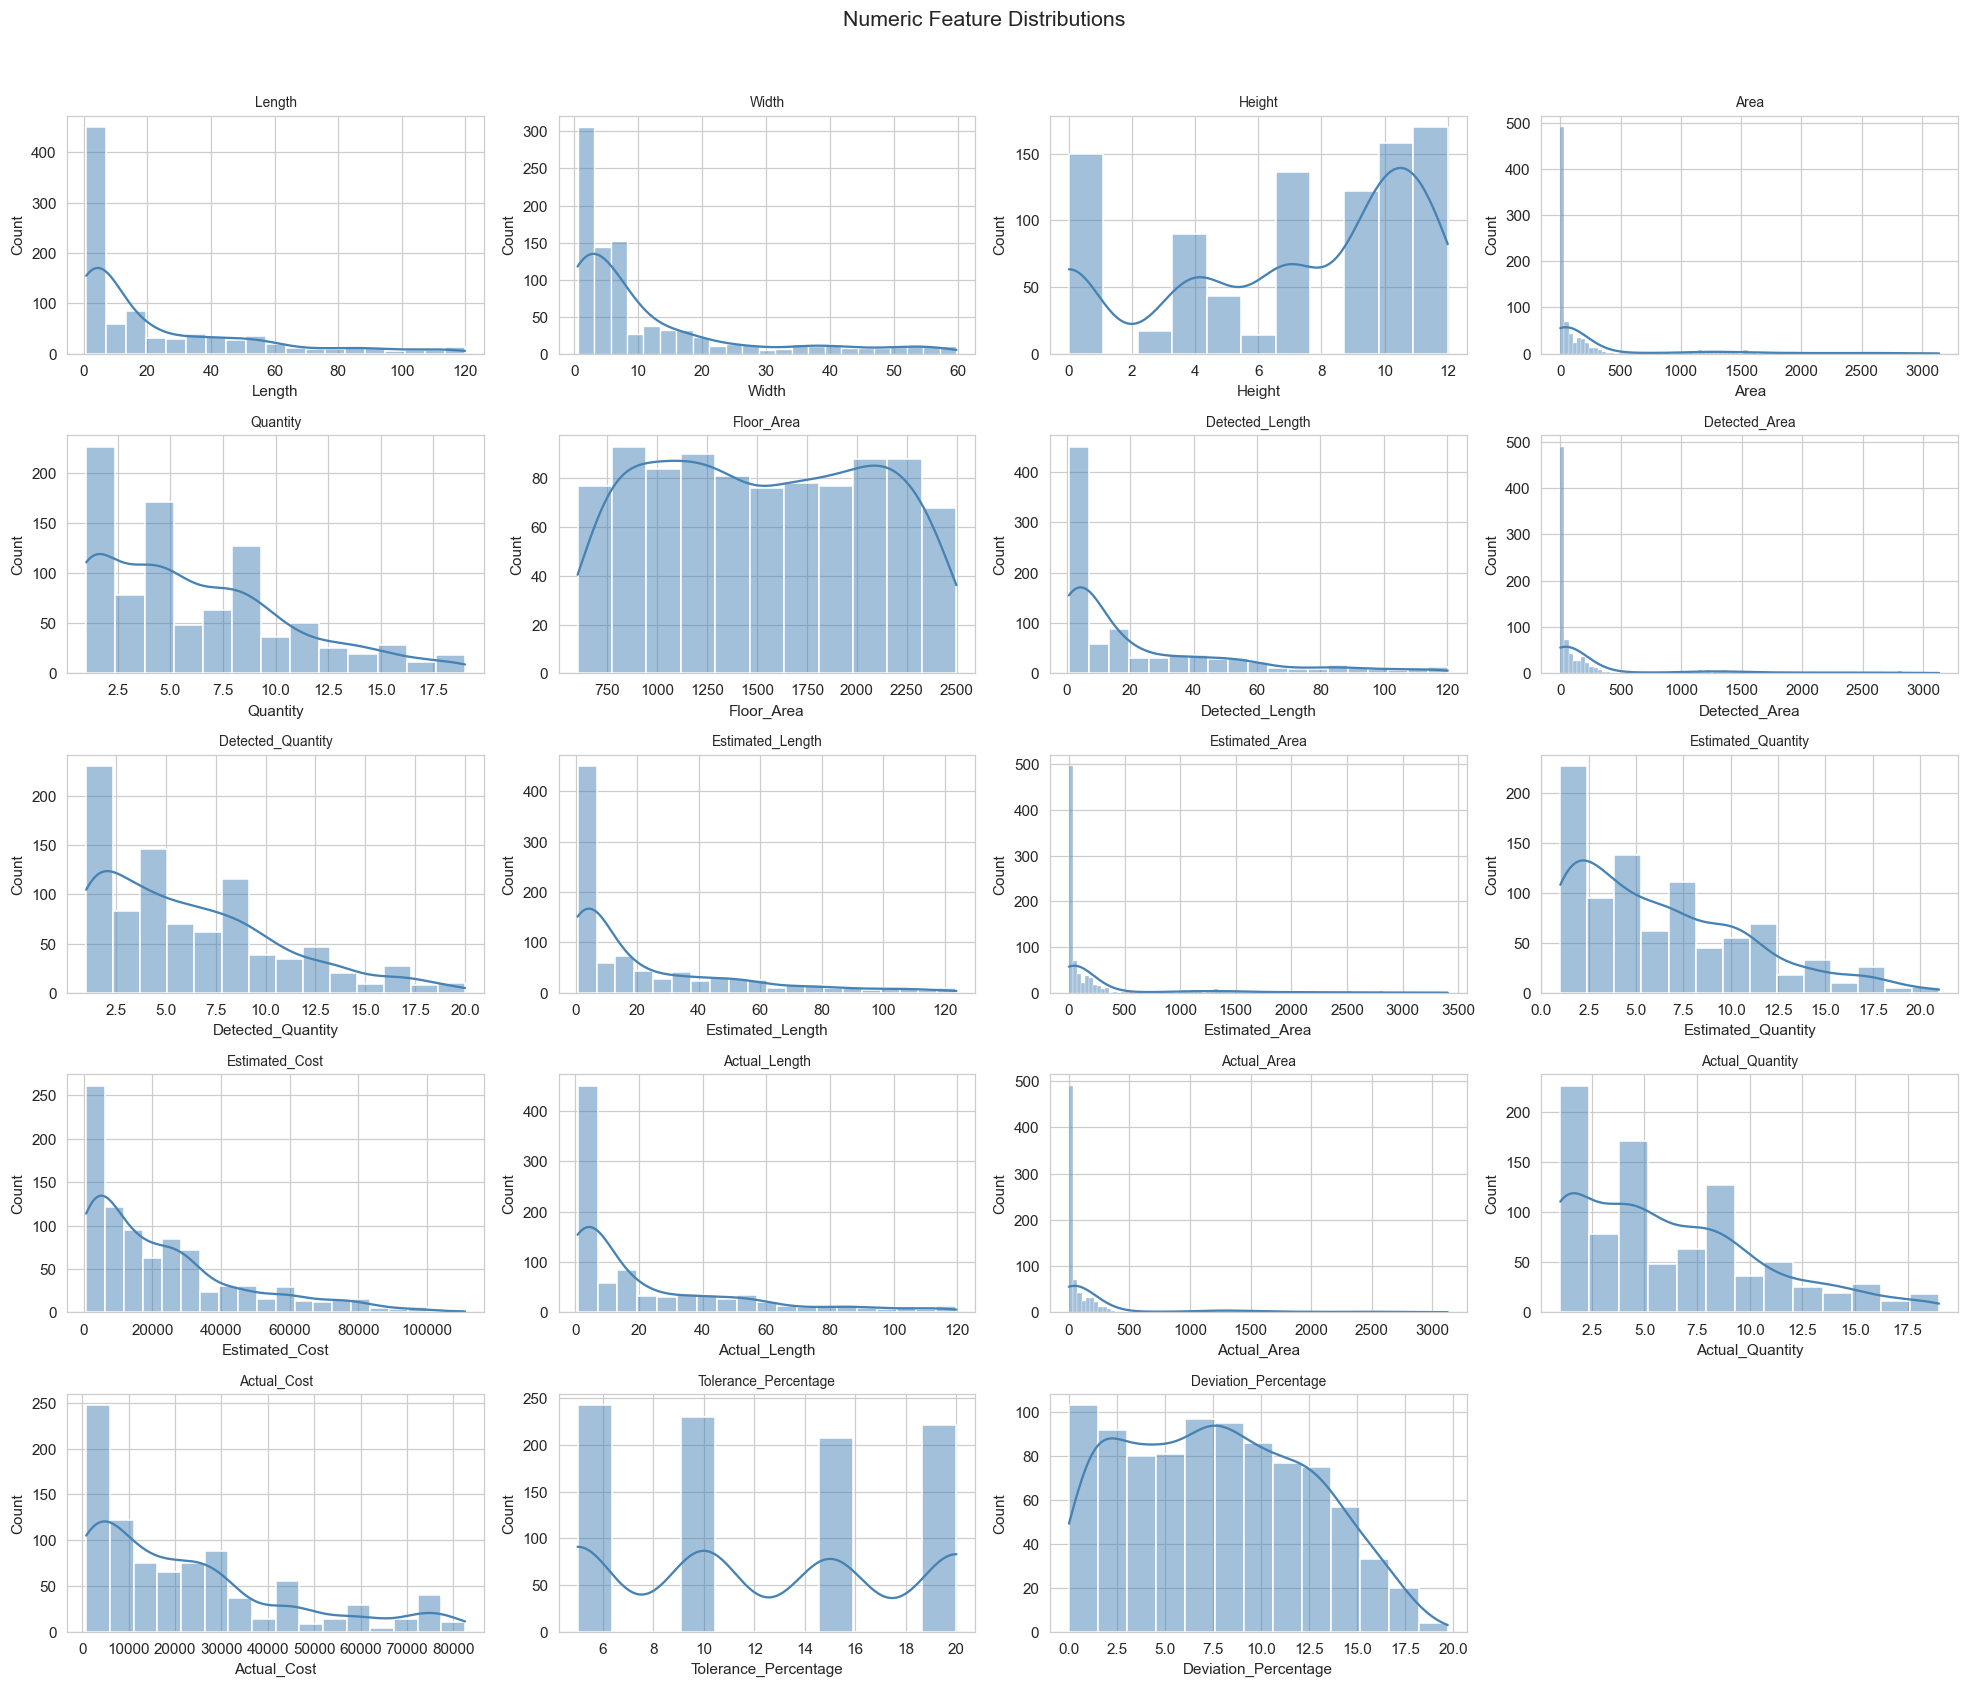 Numeric Feature Distributions
Length
Width
Height
Area
400
300
200
100
0
Count
0 20 40 60 80 100 120
Length
300
250
200
150
100
50
0
Count
0 10 20 30 40 50 60
Width
150
100
50
0
Count
0 2 4 6 8 10 12
Height
500
400
300
200
100
0
Count
0 500 1000 1500 2000 2500 3000
Area
Quantity
Floor_Area
Detected_Length
Detected_Area
200
150
100
50
0
Count
2.5 5.0 7.5 10.0 12.5 15.0 17.5
Quantity
80
60
40
20
0
Count
750 1000 1250 1500 1750 2000 2250 2500
Floor_Area
400
300
200
100
0
Count
0 20 40 60 80 100 120
Detected_Length
500
400
300
200
100
0
Count
0 500 1000 1500 2000 2500 3000
Detected_Area
Detected_Quantity
Estimated_Length
Estimated_Area
Estimated_Quantity
200
150
100
50
0
Count
2.5 5.0 7.5 10.0 12.5 15.0 17.5 20.0
Detected_Quantity
400
300
200
100
0
Count
0 20 40 60 80 100 120
Estimated_Length
500
400
300
200
100
0
Count
0 500 1000 1500 2000 2500 3000 3500
Estimated_Area
200
150
100
50
0
Count
0.0 2.5 5.0 7.5 10.0 12.5 15.0 17.5 20.0
Estimated_Quantity
Estimated_Cost
Actual_Length
Actual_Area
Actual_Quantity
250
200
150
100
50
0
Count
0 20000 40000 60000 80000 100000
Estimated_Cost
400
300
200
100
0
Count
0 20 40 60 80 100 120
Actual_Length
500
400
300
200
100
0
Count
0 500 1000 1500 2000 2500 3000
Actual_Area
200
150
100
50
0
Count
2.5 5.0 7.5 10.0 12.5 15.0 17.5
Actual_Quantity
Actual_Cost
Tolerance_Percentage
Deviation_Percentage
250
200
150
100
50
0
Count
0 10000 20000 30000 40000 50000 60000 70000 80000
Actual_Cost
250
200
150
100
50
0
Count
6 8 10 12 14 16 18 20
Tolerance_Percentage
100
80
60
40
20
0
Count
0.0 2.5 5.0 7.5 10.0 12.5 15.0 17.5 20.0
Deviation_Percentage